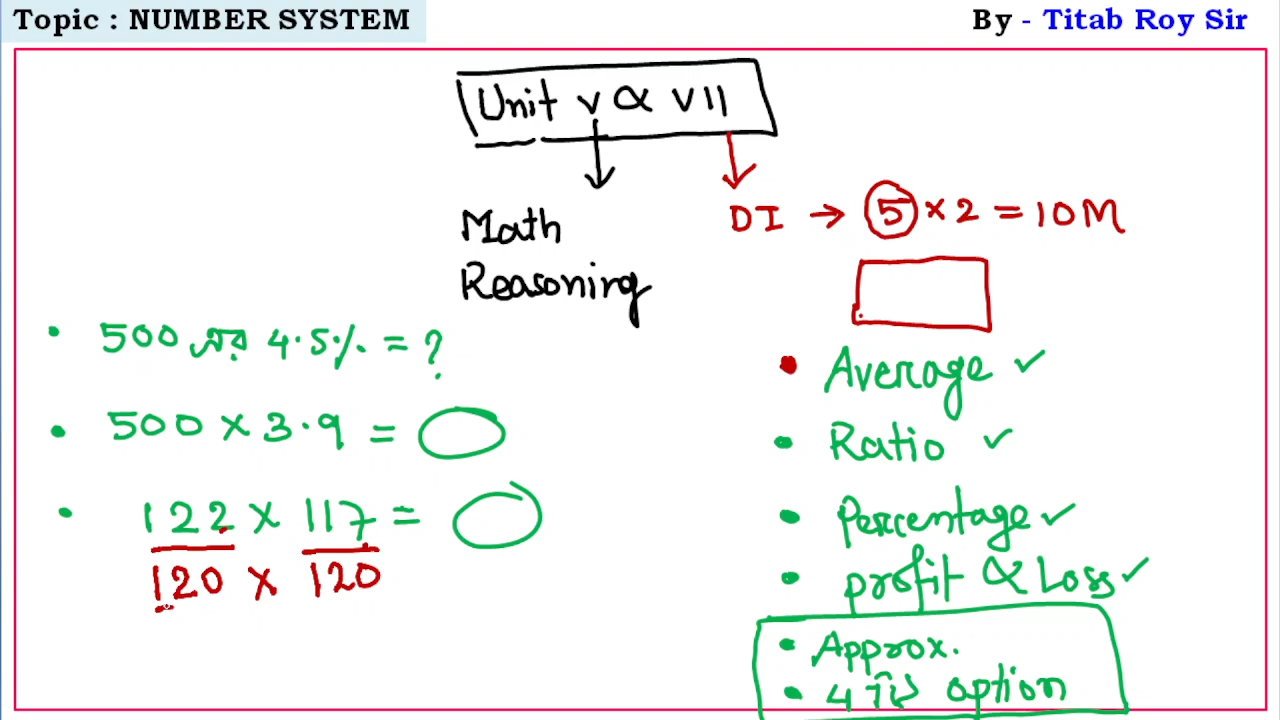 Topic : NUMBER SYSTEM
By - Titab Roy Sir
Unit V & VII
Math
Reasoning
DI → 5 × 2 = 10M
• 500 এর 4.5% = ?
• 500 × 3.9 =
• 122 × 117 =
120 × 120
• Average ✓
• Ratio ✓
• Percentage ✓
• profit & Loss ✓
• Approx.
• 4 টি option